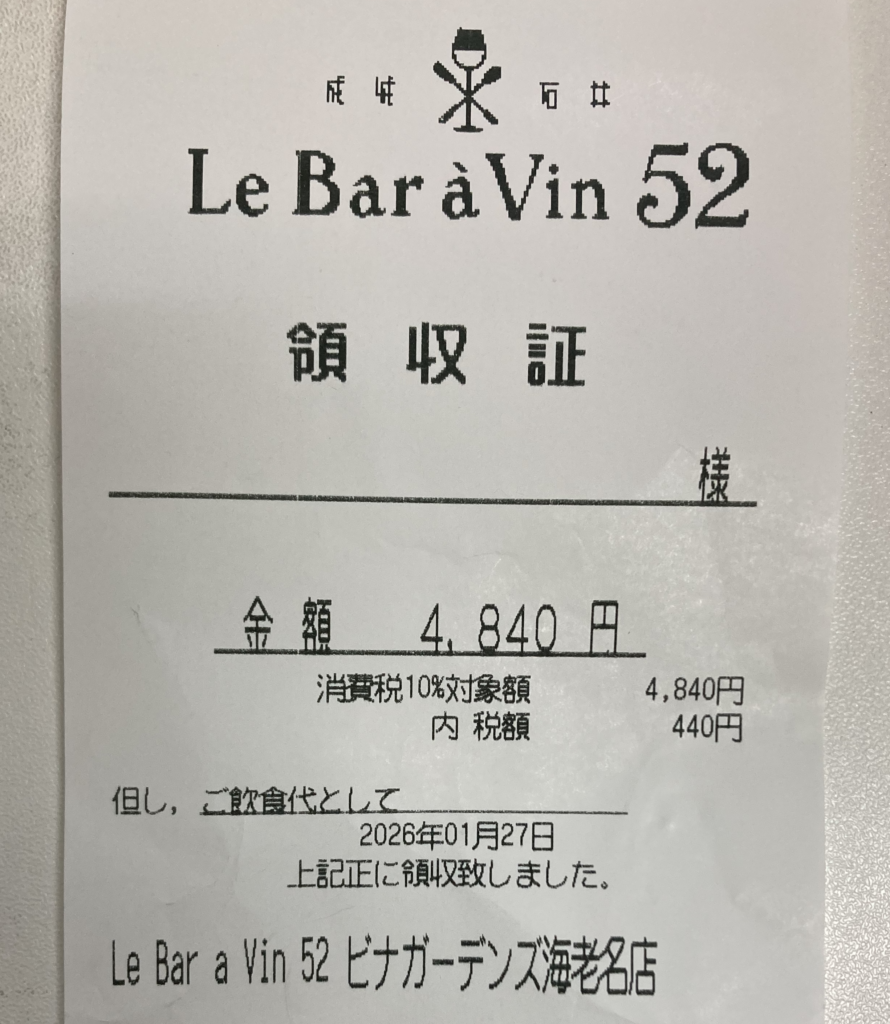 成城石井
Le Bar à Vin 52
領収証
様
金額 4,840円
消費税10%対象額 4,840円
内 税額 440円
但し, ご飲食代として
2026年01月27日
上記正に領収致しました。
Le Bar a Vin 52 ビナガーデンズ海老名店